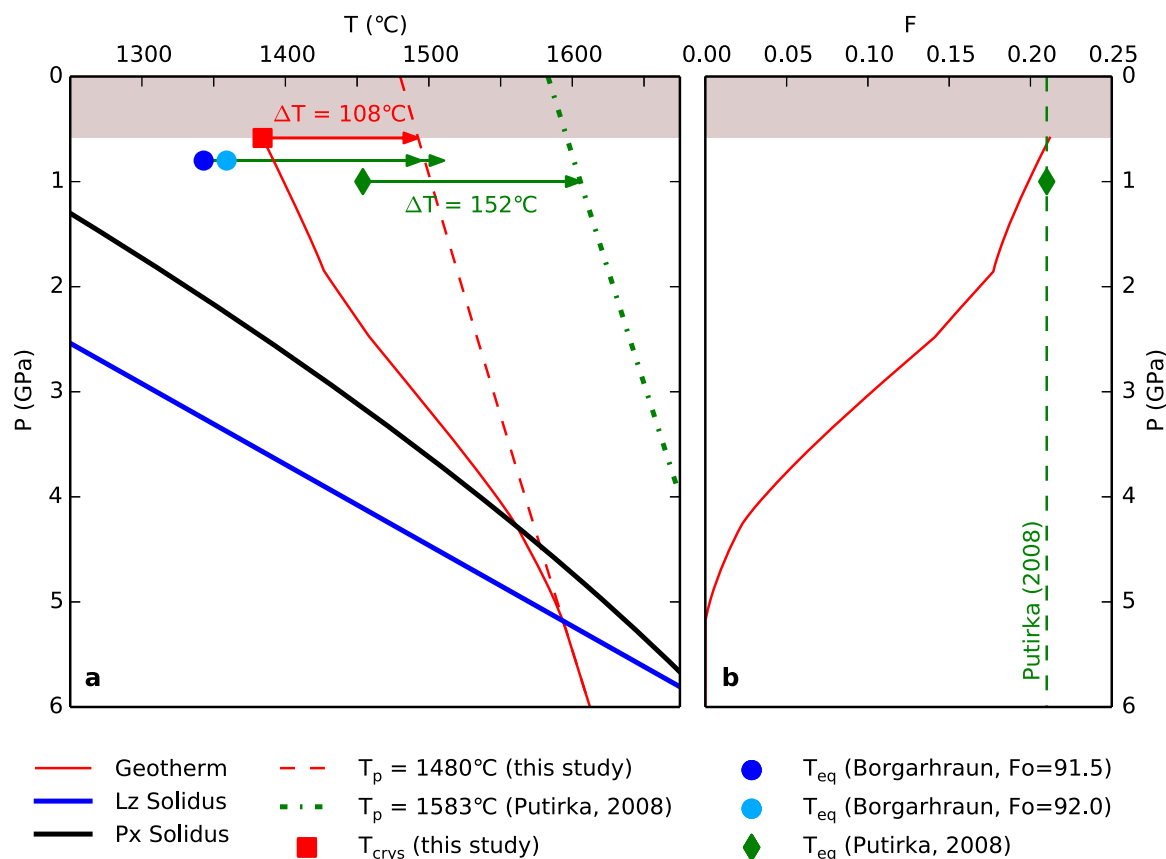 T (℃)
F
1300
1400
1500
1600
0.00
0.05
0.10
0.15
0.20
0.25
0
1
2
3
4
5
6
P (GPa)
ΔT = 108℃
ΔT = 152℃
a
Putirka (2008)
b
0
1
2
3
4
5
6
P (GPa)
Geotherm
Lz Solidus
Px Solidus
T_p = 1480℃ (this study)
T_p = 1583℃ (Putirka, 2008)
T_crys (this study)
T_eq (Borgarhraun, Fo=91.5)
T_eq (Borgarhraun, Fo=92.0)
T_eq (Putirka, 2008)